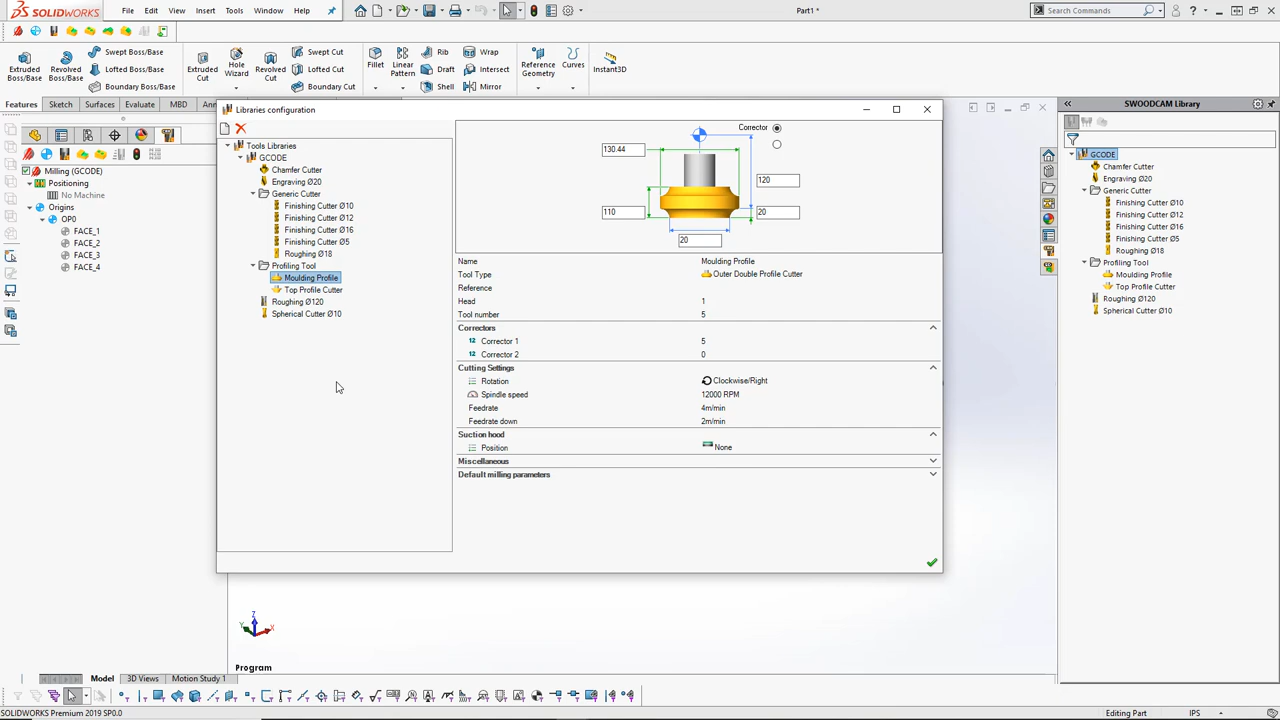 SOLIDWORKS File Edit View Insert Tools Window Help Part1 * Search Commands
Extruded Boss/Base
Revolved Boss/Base
Swept Boss/Base
Lofted Boss/Base
Boundary Boss/Base
Extruded Cut
Hole Wizard
Revolved Cut
Swept Cut
Lofted Cut
Boundary Cut
Fillet
Linear Pattern
Rib
Draft
Shell
Wrap
Intersect
Mirror
Reference Geometry
Curves
Instant3D
Features Sketch Surfaces Evaluate MBD
Milling (GCODE)
Positioning
No Machine
Origins
OP0
FACE_1
FACE_2
FACE_3
FACE_4
Libraries configuration
Tools Libraries
GCODE
Chamfer Cutter
Engraving Ø20
Generic Cutter
Finishing Cutter Ø10
Finishing Cutter Ø12
Finishing Cutter Ø16
Finishing Cutter Ø5
Roughing Ø18
Profiling Tool
Moulding Profile
Top Profile Cutter
Roughing Ø120
Spherical Cutter Ø10
Corrector
130.44
120
110
20
20
Name Moulding Profile
Tool Type Outer Double Profile Cutter
Reference
Head 1
Tool number 5
Correctors
12 Corrector 1 5
12 Corrector 2 0
Cutting Settings
Rotation Clockwise/Right
Spindle speed 12000 RPM
Feedrate 4m/min
Feedrate down 2m/min
Suction hood
Position None
Miscellaneous
Default milling parameters
SWOODCAM Library
GCODE
Chamfer Cutter
Engraving Ø20
Generic Cutter
Finishing Cutter Ø10
Finishing Cutter Ø12
Finishing Cutter Ø16
Finishing Cutter Ø5
Roughing Ø18
Profiling Tool
Moulding Profile
Top Profile Cutter
Roughing Ø120
Spherical Cutter Ø10
Z
Y X
Program
Model 3D Views Motion Study 1
SOLIDWORKS Premium 2019 SP0.0 Editing Part IPS